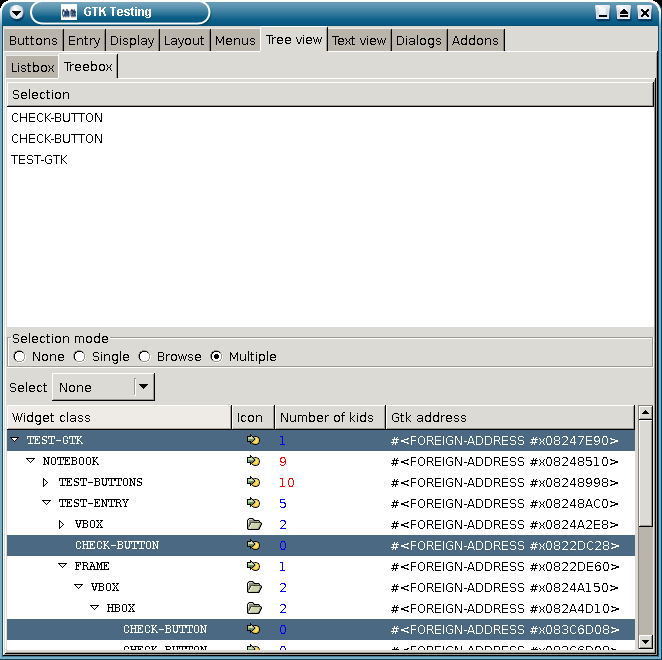 GTK Testing
Buttons Entry Display Layout Menus Tree view Text view Dialogs Addons
Listbox Treebox
Selection
CHECK-BUTTON
CHECK-BUTTON
TEST-GTK
Selection mode
None Single Browse Multiple
Select None
Widget class Icon Number of kids Gtk address
TEST-GTK 1 #<FOREIGN-ADDRESS #x08247E90>
NOTEBOOK 9 #<FOREIGN-ADDRESS #x08248510>
TEST-BUTTONS 10 #<FOREIGN-ADDRESS #x08248998>
TEST-ENTRY 5 #<FOREIGN-ADDRESS #x08248AC0>
VBOX 2 #<FOREIGN-ADDRESS #x0824A2E8>
CHECK-BUTTON 0 #<FOREIGN-ADDRESS #x0822DC28>
FRAME 1 #<FOREIGN-ADDRESS #x0822DE60>
VBOX 2 #<FOREIGN-ADDRESS #x0824A150>
HBOX 2 #<FOREIGN-ADDRESS #x082A4D10>
CHECK-BUTTON 0 #<FOREIGN-ADDRESS #x083C6D08>
CHECK-BUTTON 0